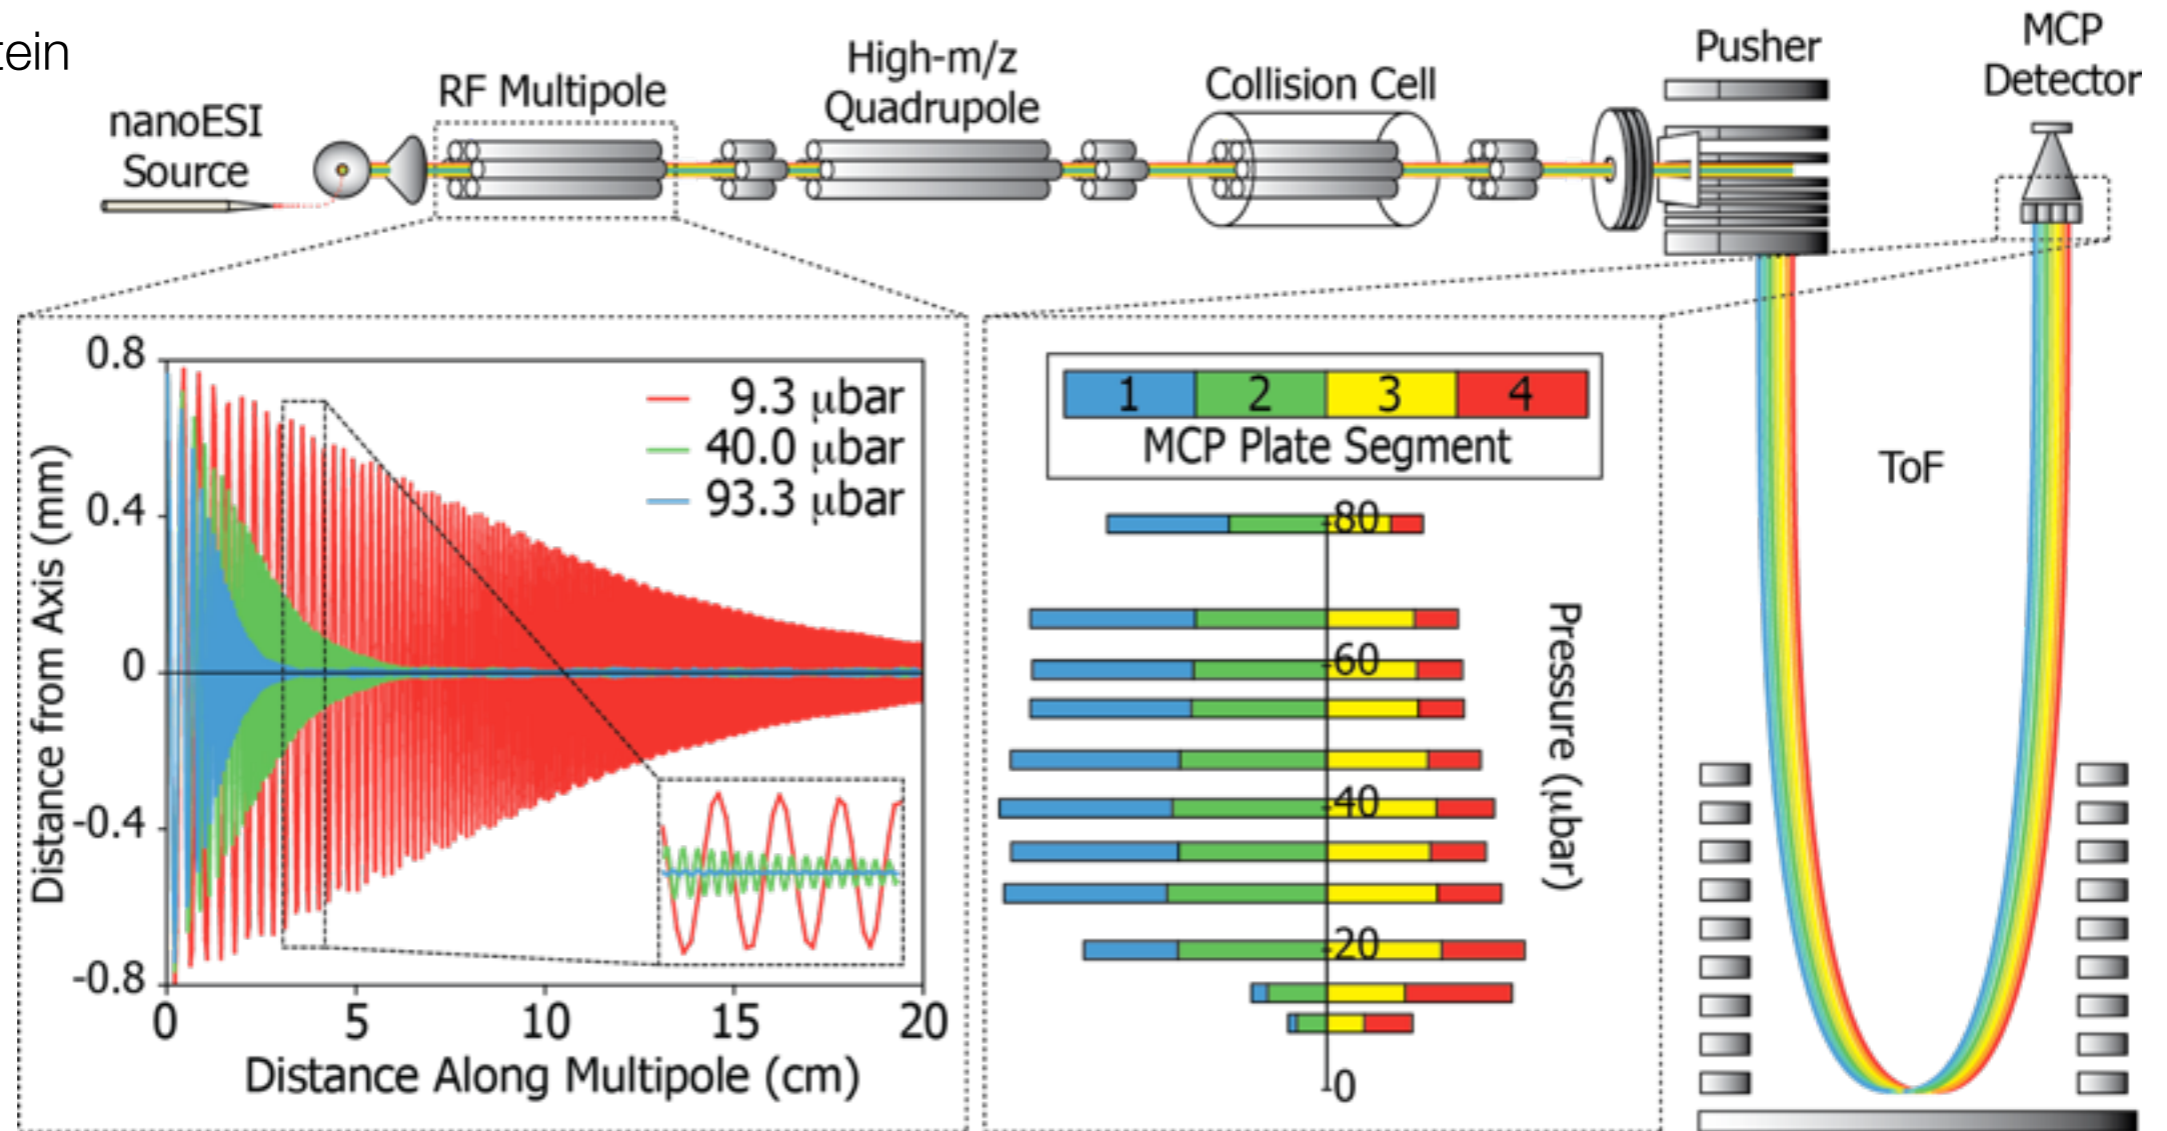 tein
nanoESI
Source
RF Multipole
High-m/z
Quadrupole
Collision Cell
Pusher
MCP
Detector
0.8
0.4
0
-0.4
-0.8
Distance from Axis (mm)
9.3 μbar
40.0 μbar
93.3 μbar
0 5 10 15 20
Distance Along Multipole (cm)
1 2 3 4
MCP Plate Segment
80
60
40
20
0
Pressure (μbar)
ToF